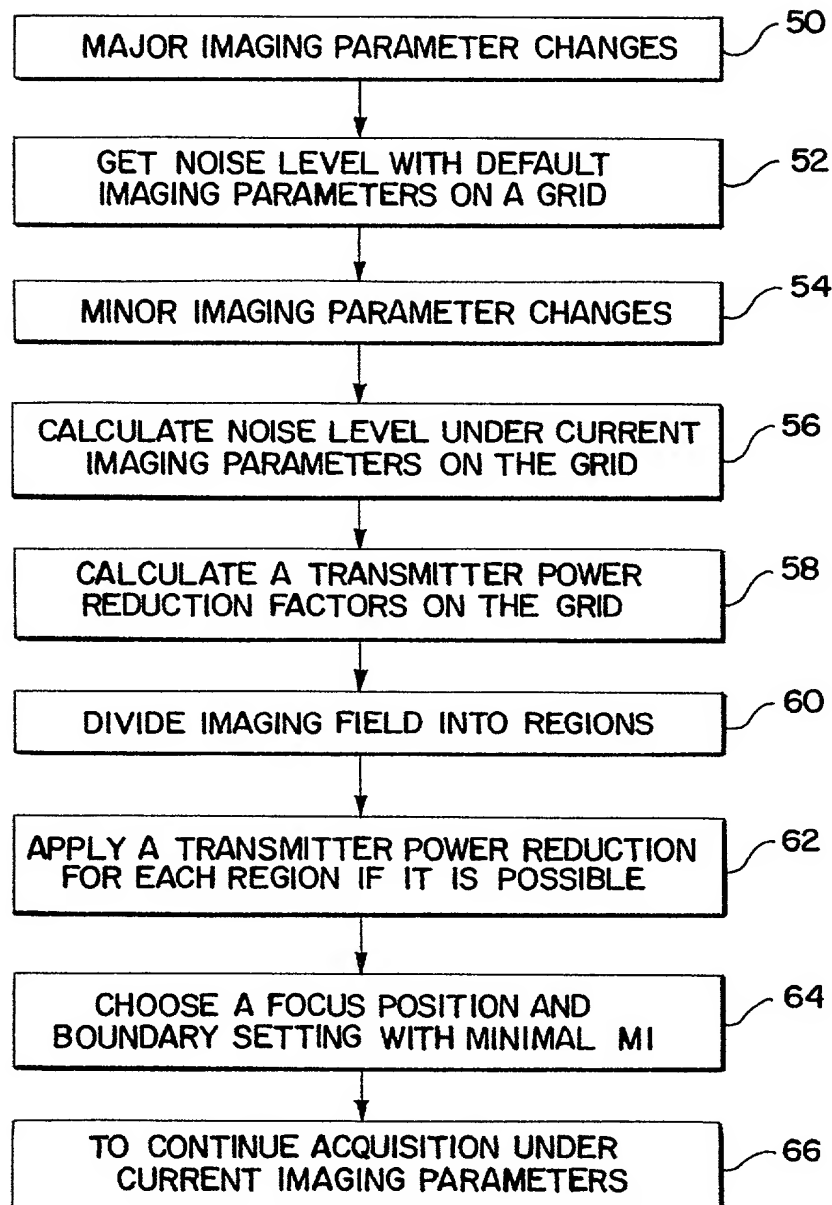 50
MAJOR IMAGING PARAMETER CHANGES
52
GET NOISE LEVEL WITH DEFAULT
IMAGING PARAMETERS ON A GRID
54
MINOR IMAGING PARAMETER CHANGES
56
CALCULATE NOISE LEVEL UNDER CURRENT
IMAGING PARAMETERS ON THE GRID
58
CALCULATE A TRANSMITTER POWER
REDUCTION FACTORS ON THE GRID
60
DIVIDE IMAGING FIELD INTO REGIONS
62
APPLY A TRANSMITTER POWER REDUCTION
FOR EACH REGION IF IT IS POSSIBLE
64
CHOOSE A FOCUS POSITION AND
BOUNDARY SETTING WITH MINIMAL MI
66
TO CONTINUE ACQUISITION UNDER
CURRENT IMAGING PARAMETERS